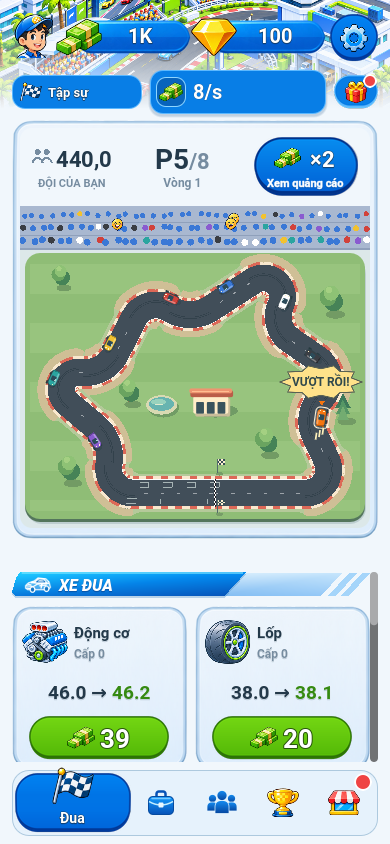 1K
100
Tập sự
8/s
440,0
ĐỘI CỦA BẠN
P5/8
Vòng 1
×2
Xem quảng cáo
VƯỢT RỒI!
XE ĐUA
Động cơ
Cấp 0
46.0 → 46.2
39
Lốp
Cấp 0
38.0 → 38.1
20
Đua